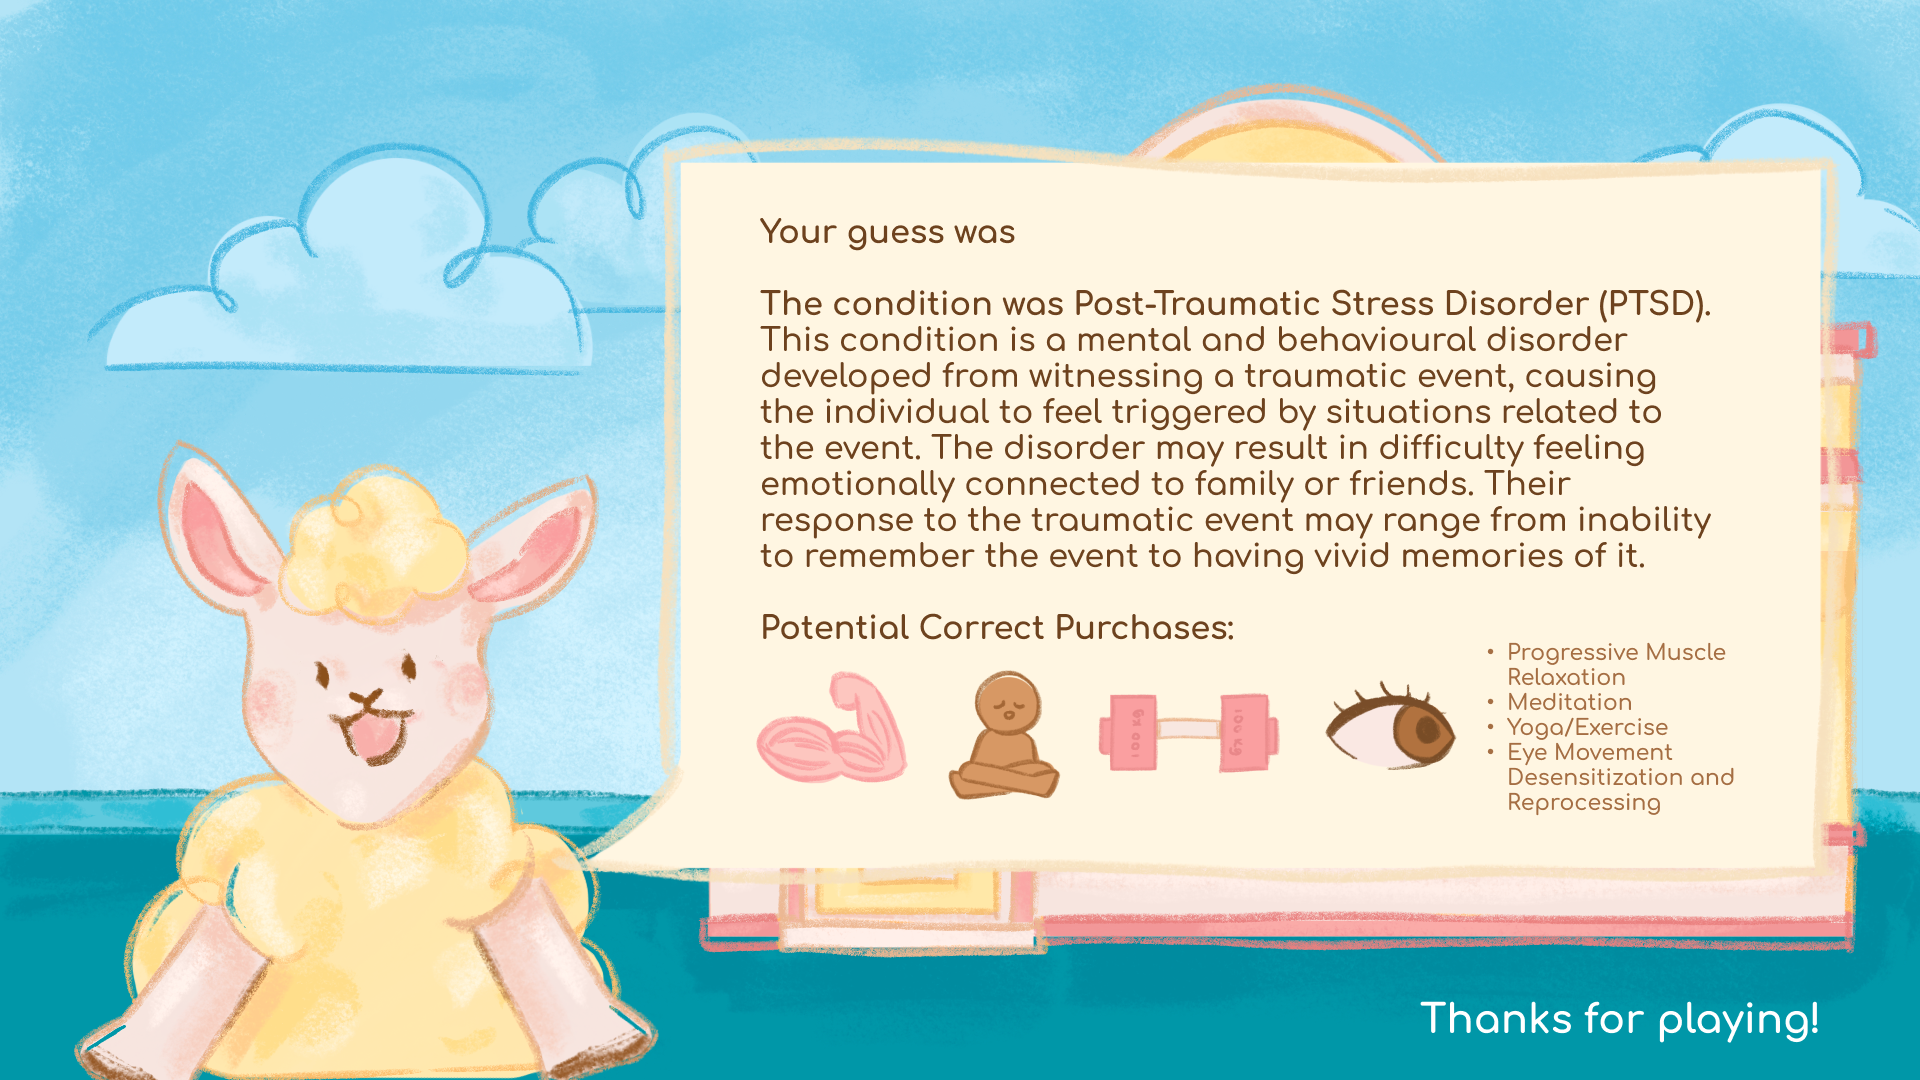 Your guess was
The condition was Post-Traumatic Stress Disorder (PTSD).
This condition is a mental and behavioural disorder
developed from witnessing a traumatic event, causing
the individual to feel triggered by situations related to
the event. The disorder may result in difficulty feeling
emotionally connected to family or friends. Their
response to the traumatic event may range from inability
to remember the event to having vivid memories of it.
Potential Correct Purchases:
100 kg
100 kg
• Progressive Muscle
Relaxation
• Meditation
• Yoga/Exercise
• Eye Movement
Desensitization and
Reprocessing
Thanks for playing!